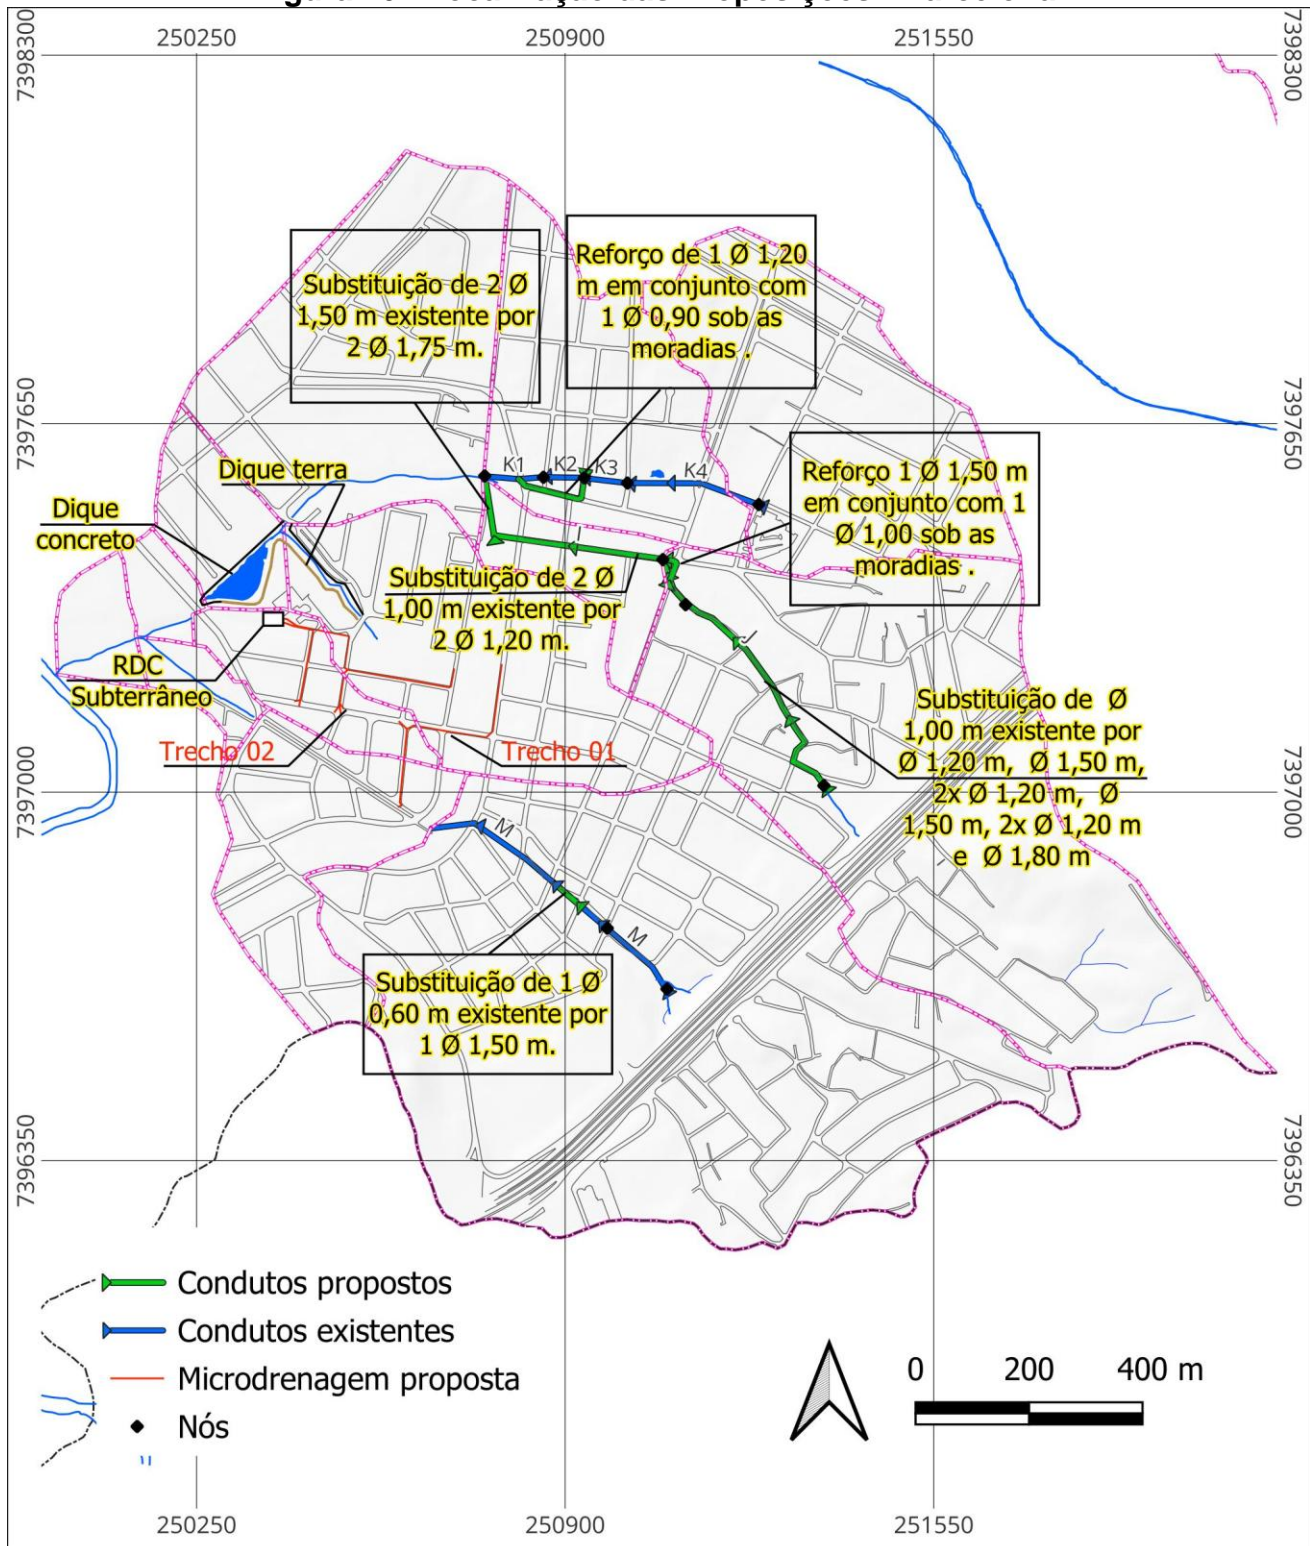 250250 250900 251550
7398300 7398300
Substituição de 2 Ø
1,50 m existente por
2 Ø 1,75 m.
Reforço de 1 Ø 1,20
m em conjunto com
1 Ø 0,90 sob as
moradias .
7397650 7397650
K1 K2 K3 K4
Dique terra
Dique
concreto
Reforço 1 Ø 1,50 m
em conjunto com 1
Ø 1,00 sob as
moradias .
I
Substituição de 2 Ø
1,00 m existente por
2 Ø 1,20 m.
J
RDC
Subterrâneo
Substituição de Ø
1,00 m existente por
Ø 1,20 m, Ø 1,50 m,
2x Ø 1,20 m, Ø
1,50 m, 2x Ø 1,20 m
e Ø 1,80 m
Trecho 02 Trecho 01
7397000 7397000
M
M
Substituição de 1 Ø
0,60 m existente por
1 Ø 1,50 m.
7396350 7396350
Condutos propostos
Condutos existentes
Microdrenagem proposta
Nós
0 200 400 m
250250 250900 251550